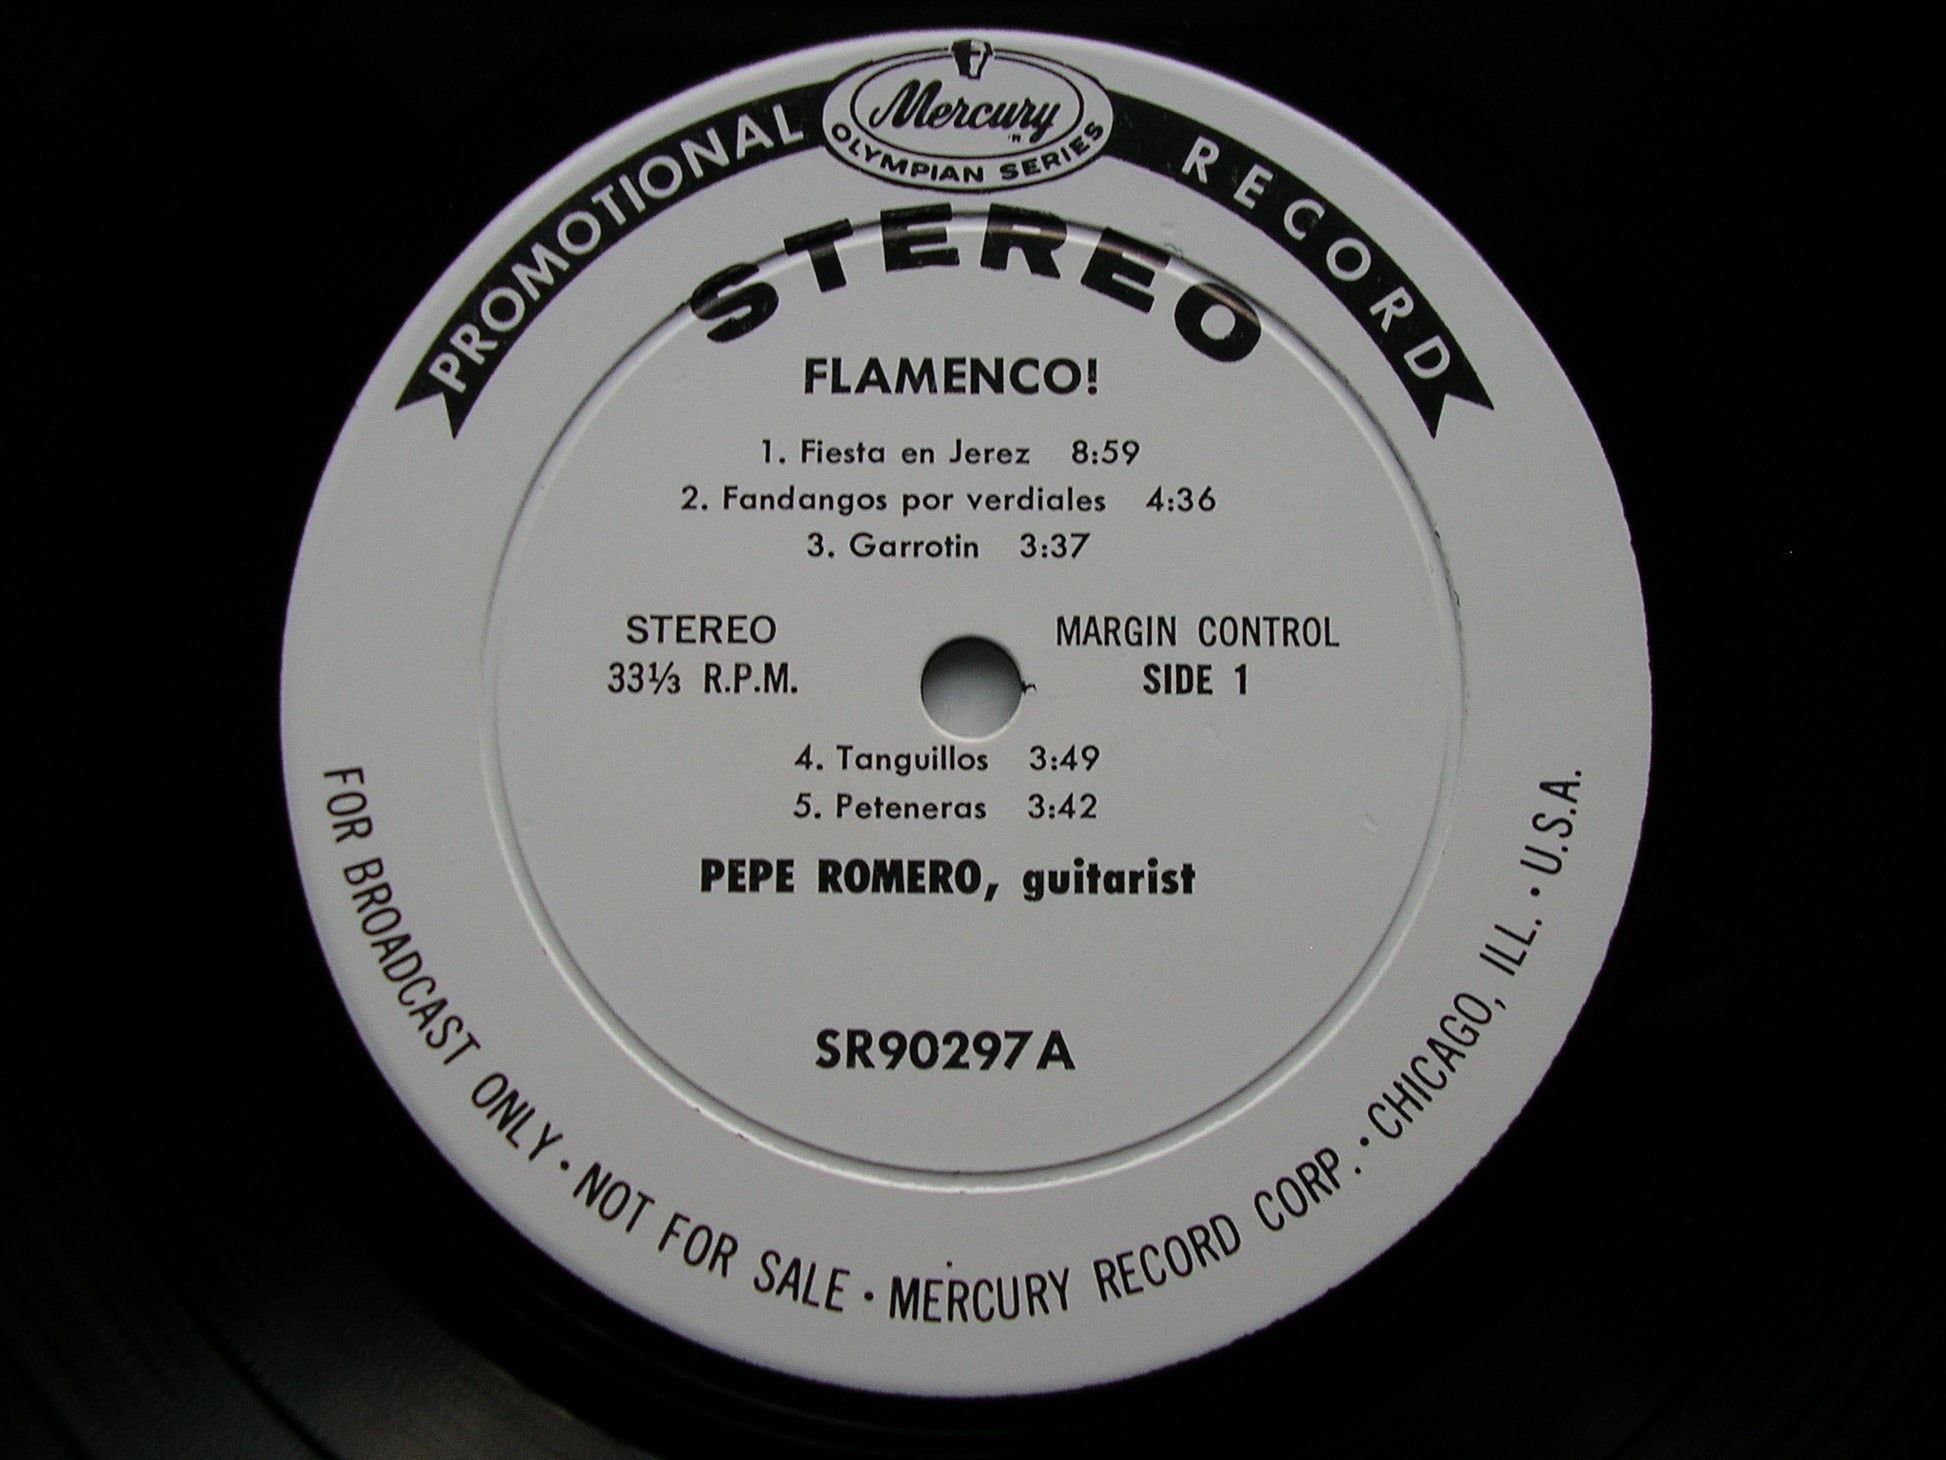 PROMOTIONAL RECORD
Mercury
OLYMPIAN SERIES
STEREO
FLAMENCO!
1. Fiesta en Jerez 8:59
2. Fandangos por verdiales 4:36
3. Garrotin 3:37
STEREO
33⅓ R.P.M.
MARGIN CONTROL
SIDE 1
4. Tanguillos 3:49
5. Peteneras 3:42
PEPE ROMERO, guitarist
SR90297A
FOR BROADCAST ONLY · NOT FOR SALE · MERCURY RECORD CORP. · CHICAGO, ILL. · U.S.A.